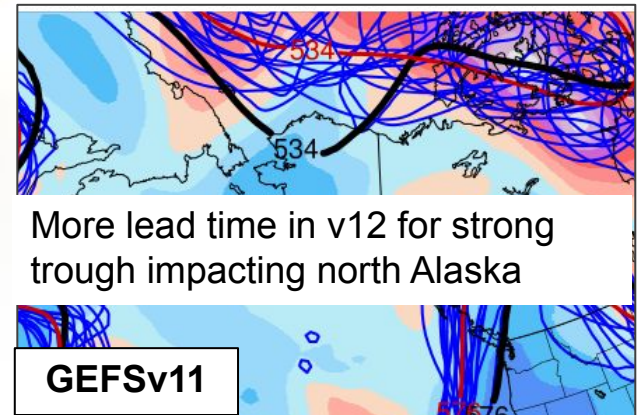 534
534
More lead time in v12 for strong
trough impacting north Alaska
GEFSv11